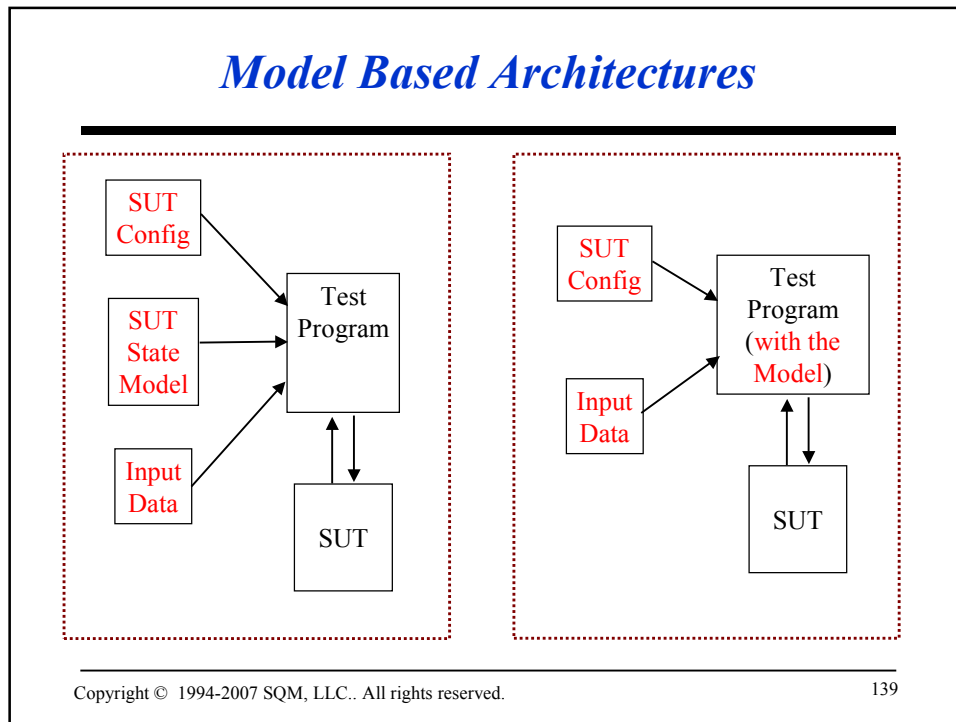 Model Based Architectures
SUT
Config
SUT
State
Model
Input
Data
Test
Program
SUT
SUT
Config
Input
Data
Test
Program
(with the
Model)
SUT
Copyright © 1994-2007 SQM, LLC.. All rights reserved.
139